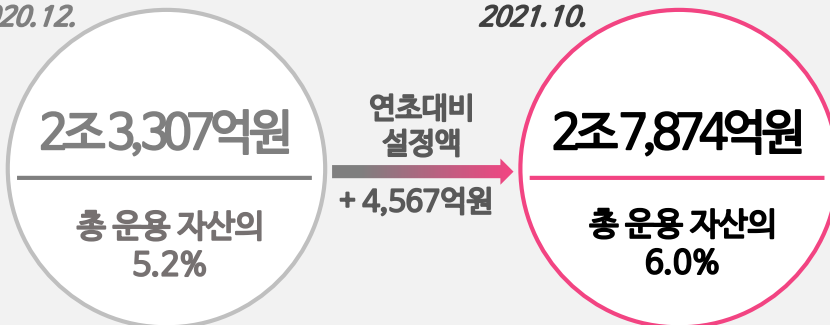 20.12.
2조 3,307억원
총 운용 자산의
5.2%
연초대비
설정액
+ 4,567억원
2021.10.
2조 7,874억원
총 운용 자산의
6.0%